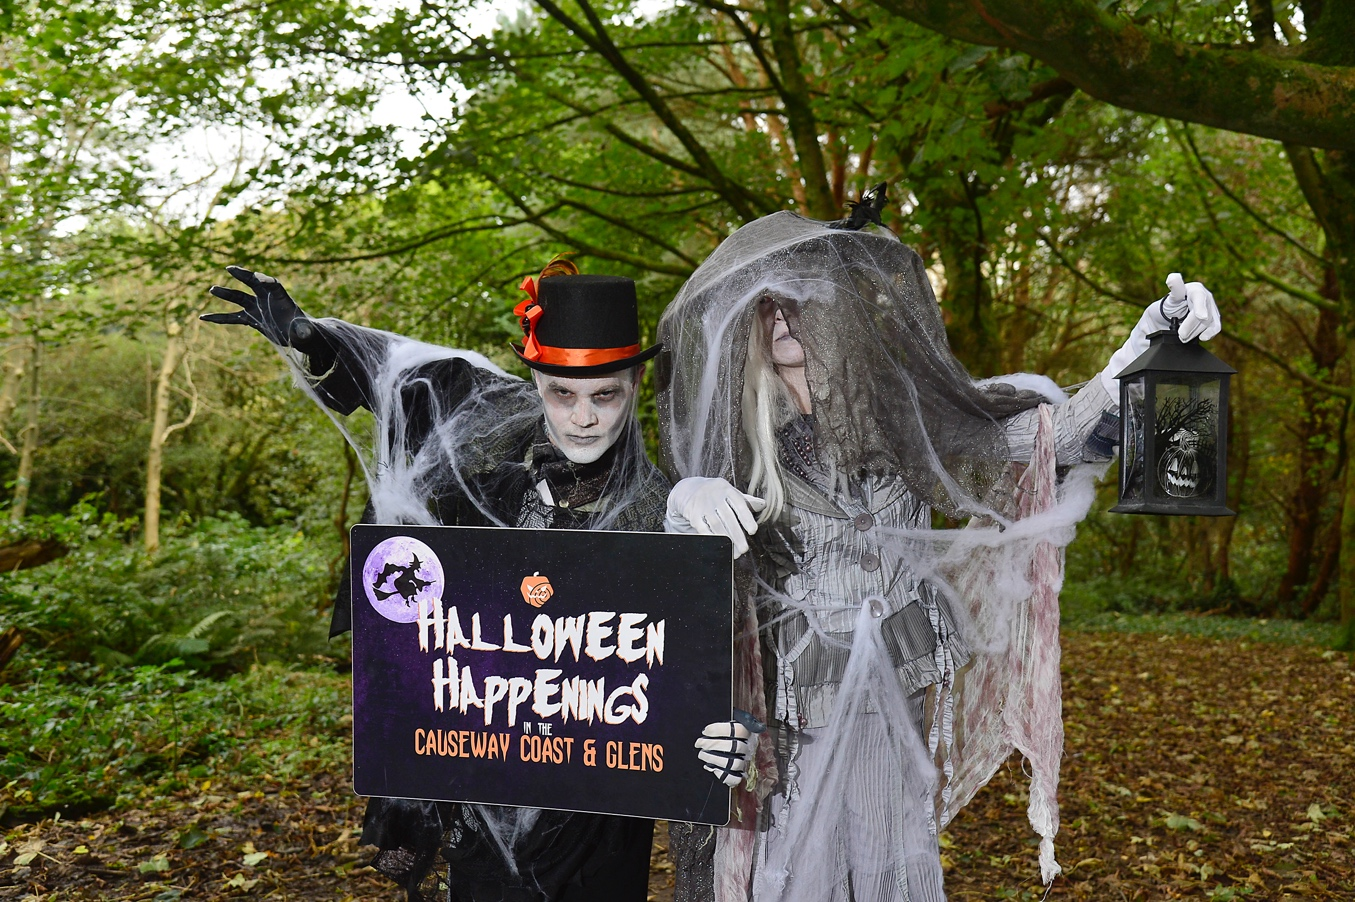 HALLOWEEN
HAPPENINGS
IN THE
CAUSEWAY COAST & GLENS